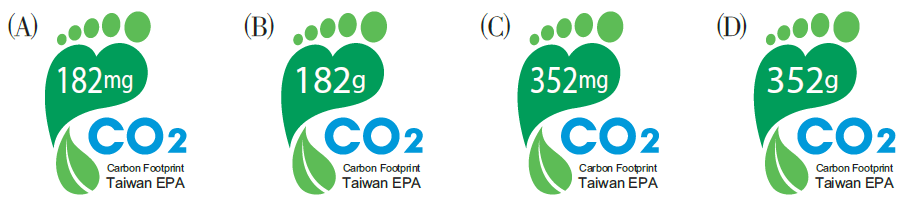 (A)
182mg
CO2
Carbon Footprint
Taiwan EPA
(B)
182g
CO2
Carbon Footprint
Taiwan EPA
(C)
352mg
CO2
Carbon Footprint
Taiwan EPA
(D)
352g
CO2
Carbon Footprint
Taiwan EPA